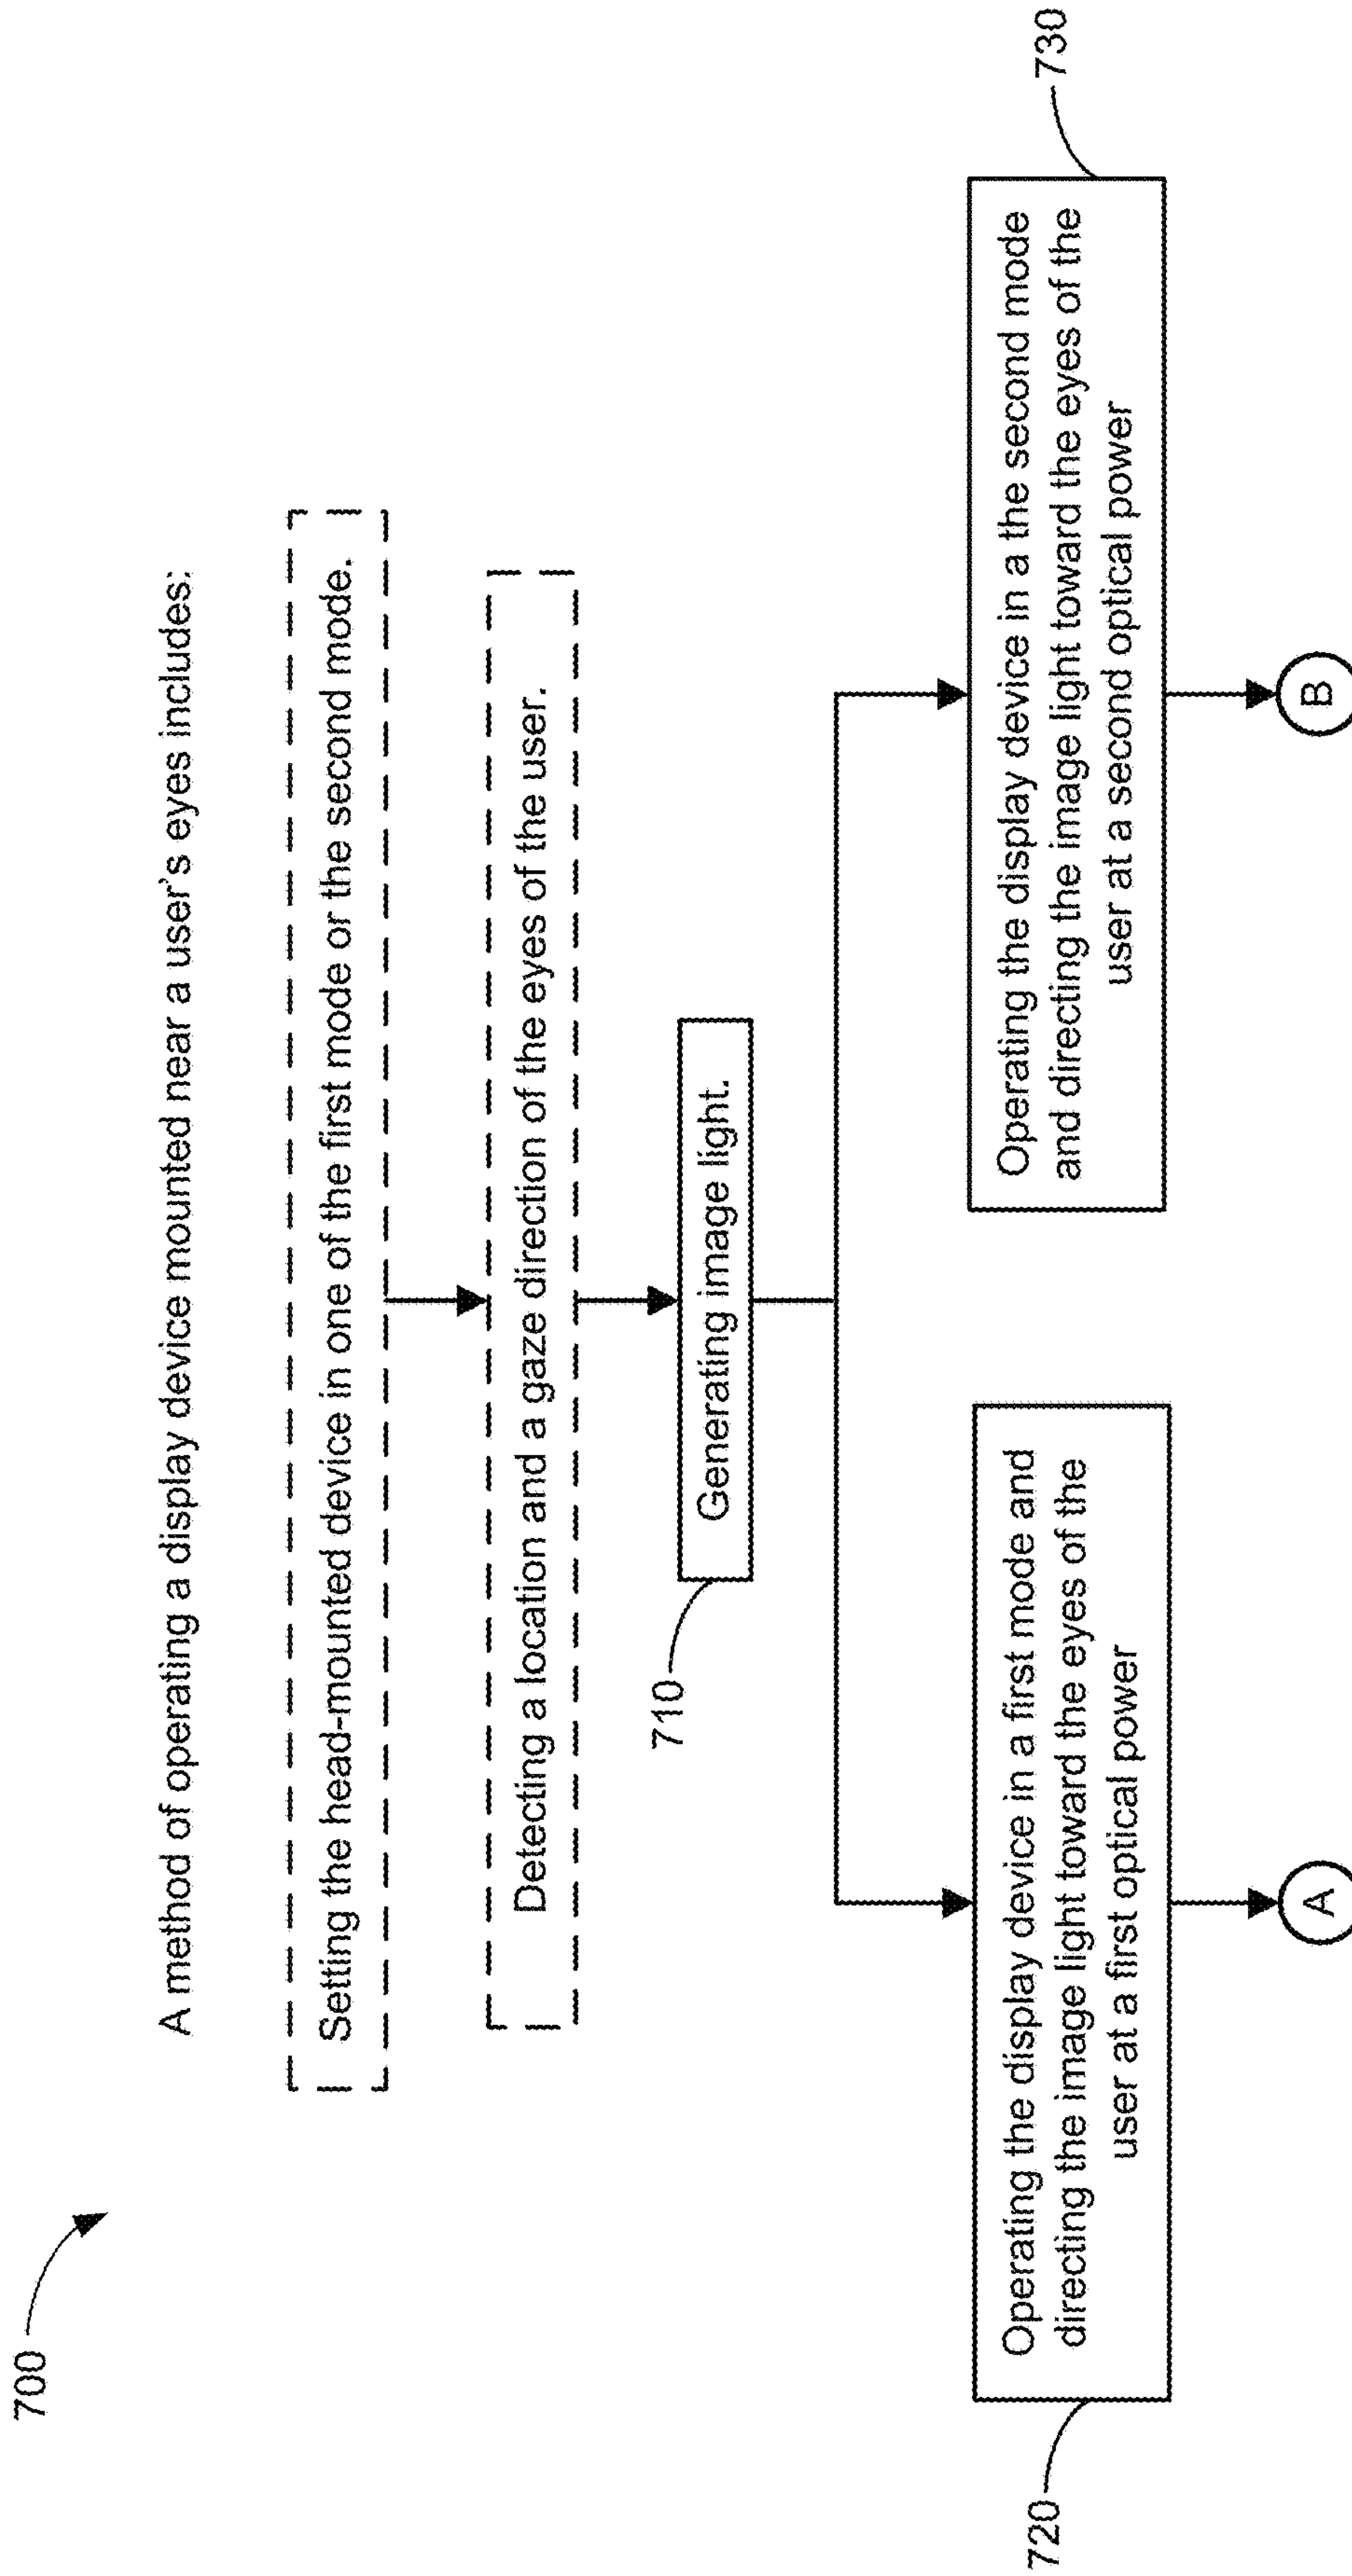 700
A method of operating a display device mounted near a user's eyes includes:
Setting the head-mounted device in one of the first mode or the second mode.
Detecting a location and a gaze direction of the eyes of the user.
710
Generating image light.
720
Operating the display device in a first mode and
directing the image light toward the eyes of the
user at a first optical power
A
730
Operating the display device in a the second mode
and directing the image light toward the eyes of the
user at a second optical power
B